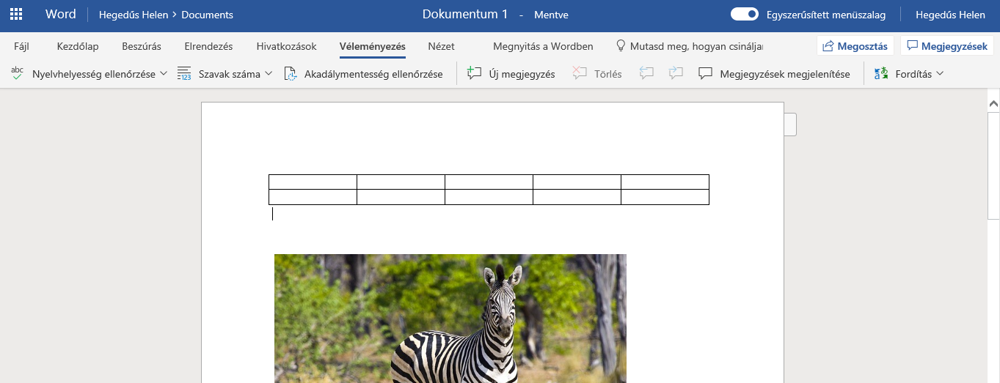 Word Hegedűs Helen > Documents Dokumentum 1 - Mentve Egyszerűsített menüszalag Hegedűs Helen
Fájl Kezdőlap Beszúrás Elrendezés Hivatkozások Véleményezés Nézet Megnyitás a Wordben Mutasd meg, hogyan csinálja Megosztás Megjegyzések
abc Nyelvhelyesség ellenőrzése 123 Szavak száma Akadálymentesség ellenőrzése Új megjegyzés Törlés Megjegyzések megjelenítése Fordítás